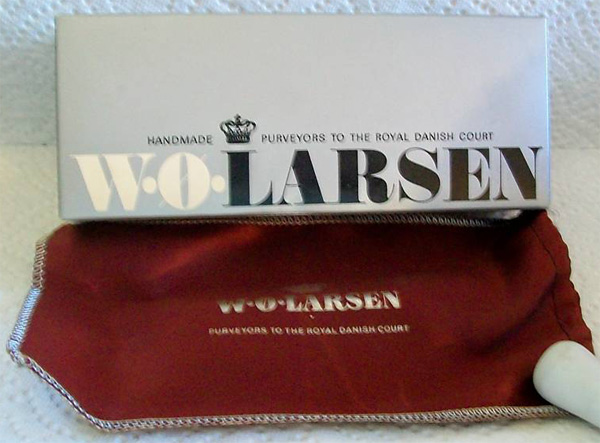 HANDMADE PURVEYORS TO THE ROYAL DANISH COURT
W·Ø·LARSEN
W·Ø·LARSEN
PURVEYORS TO THE ROYAL DANISH COURT